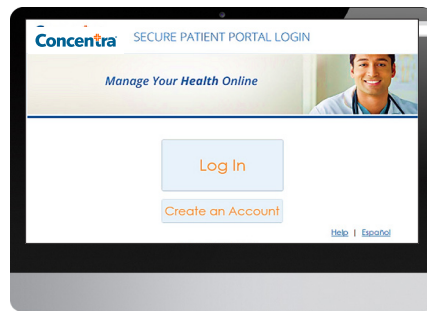 Concentra SECURE PATIENT PORTAL LOGIN
Manage Your Health Online
Log In
Create an Account
Help | Español